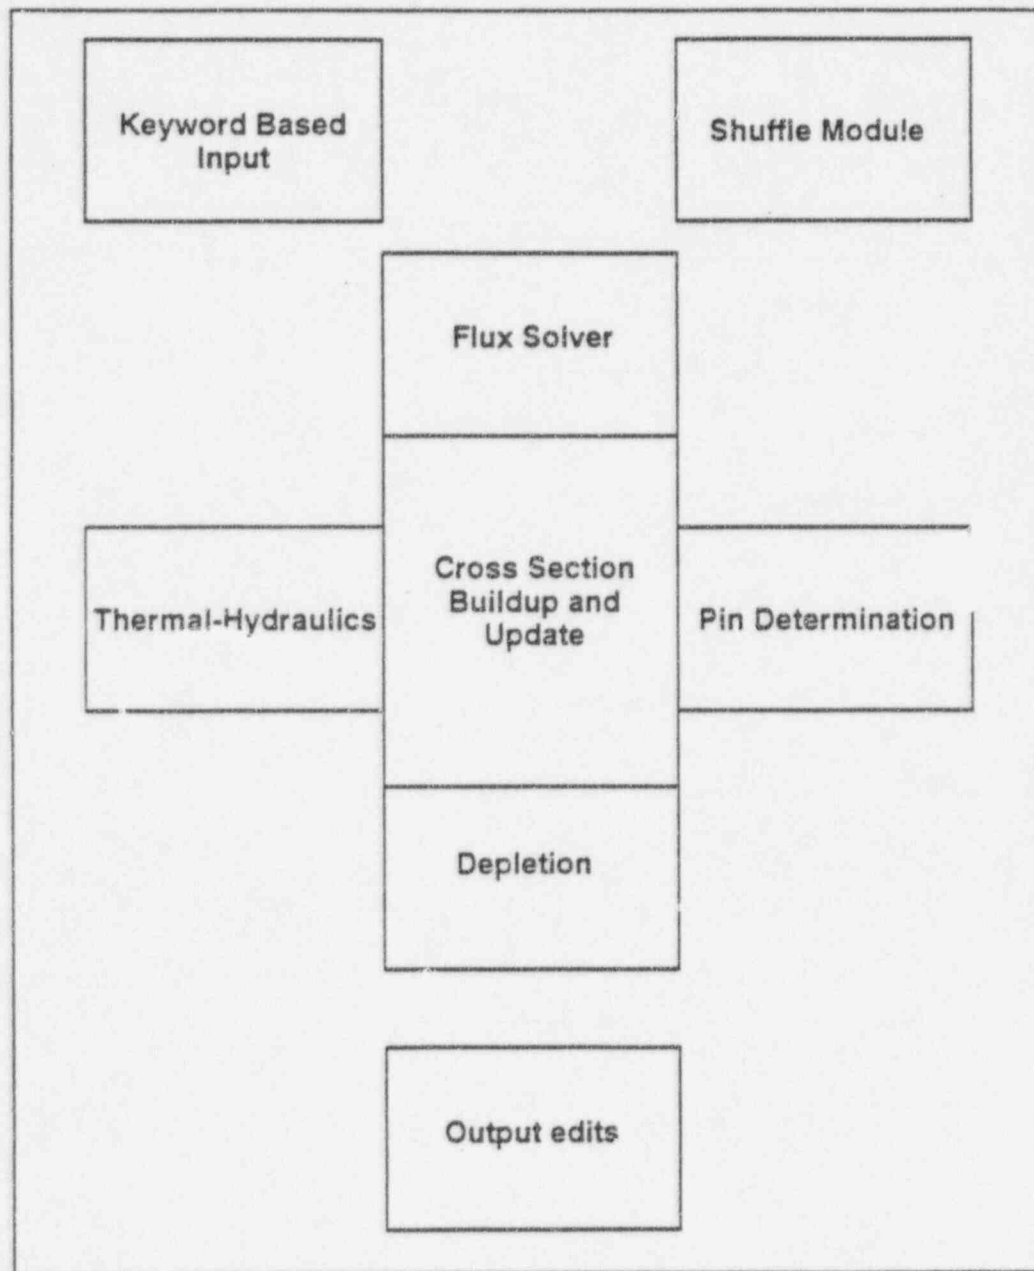 Keyword Based
Input
Shuffle Module
Flux Solver
Thermal-Hydraulics
Cross Section
Buildup and
Update
Pin Determination
Depletion
Output edits